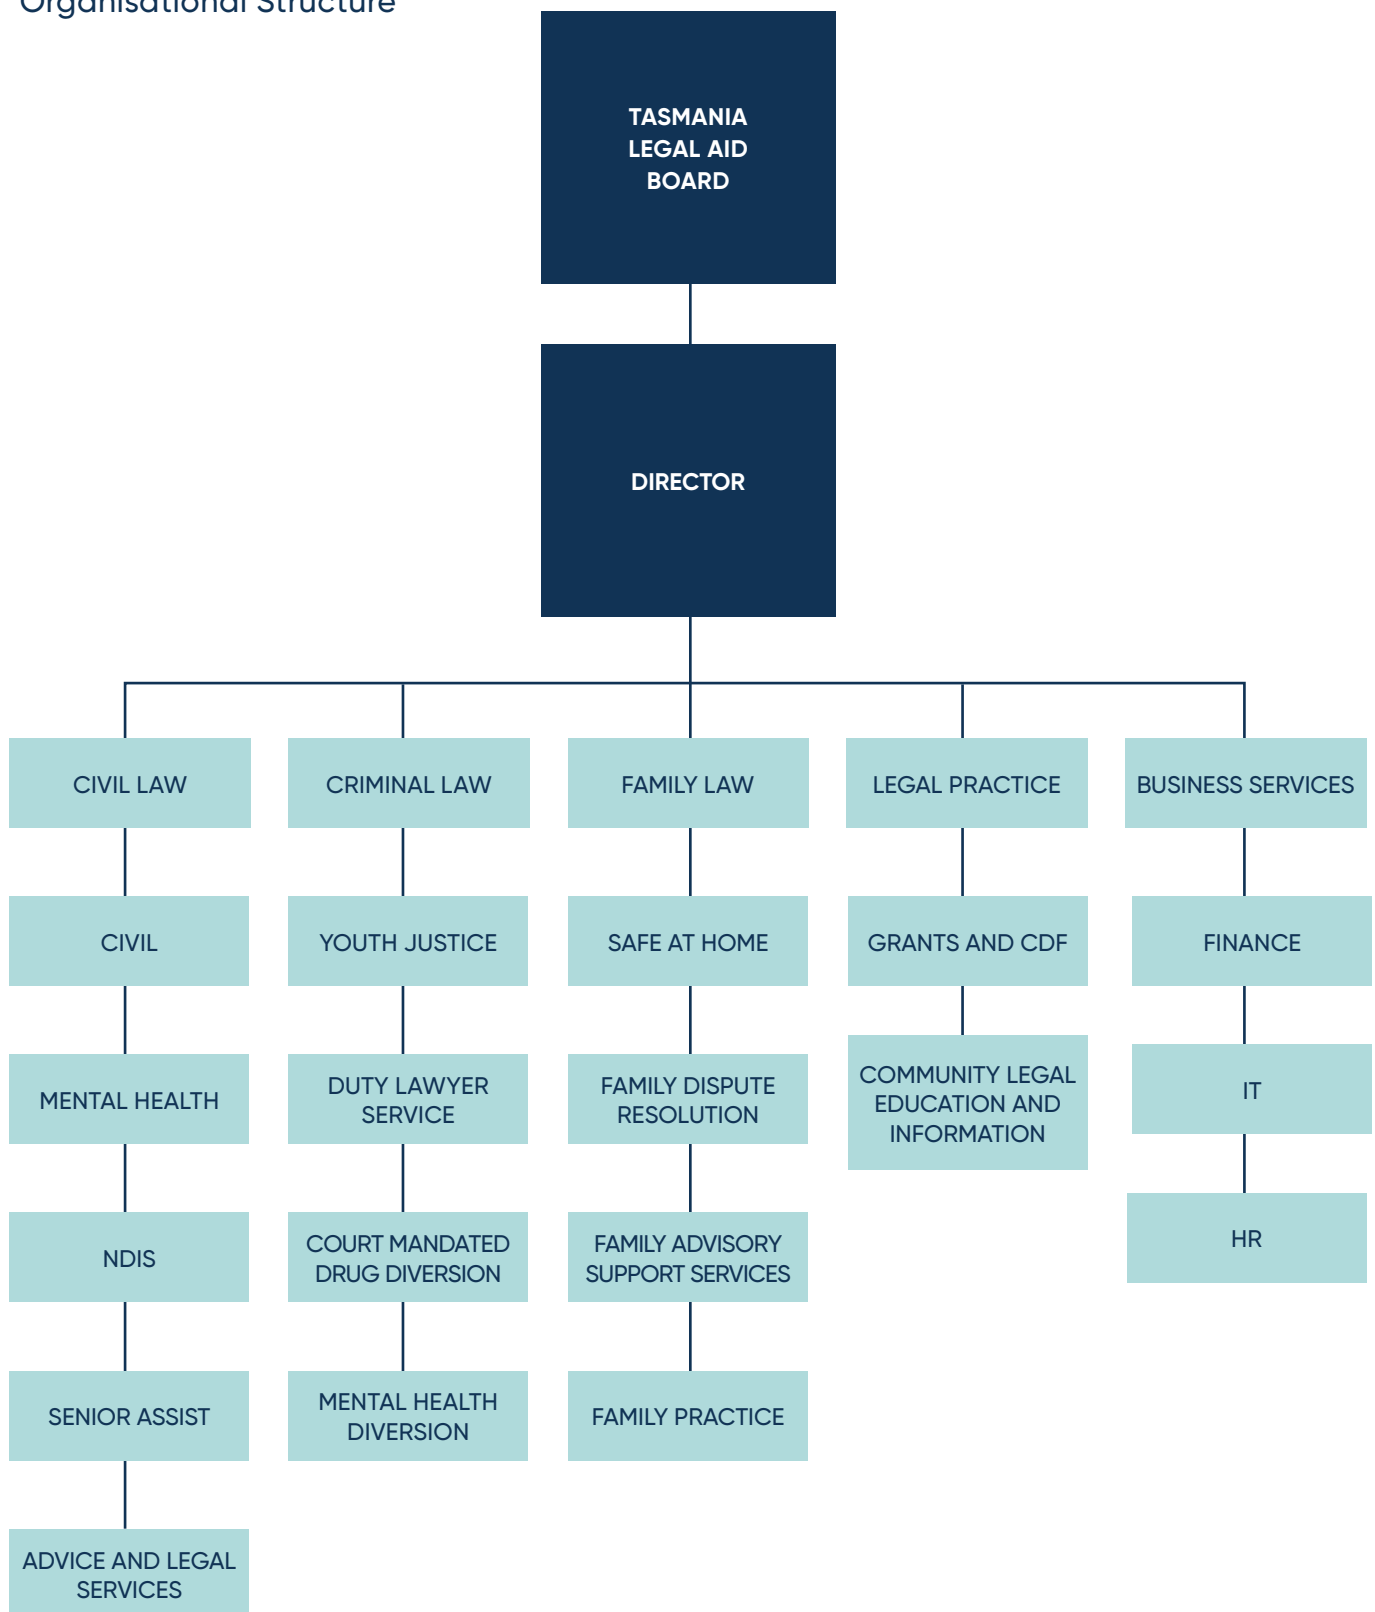 Organisational Structure
TASMANIA
LEGAL AID
BOARD
DIRECTOR
CIVIL LAW
CRIMINAL LAW
FAMILY LAW
LEGAL PRACTICE
BUSINESS SERVICES
CIVIL
YOUTH JUSTICE
SAFE AT HOME
GRANTS AND CDF
FINANCE
MENTAL HEALTH
DUTY LAWYER
SERVICE
FAMILY DISPUTE
RESOLUTION
COMMUNITY LEGAL
EDUCATION AND
INFORMATION
IT
NDIS
COURT MANDATED
DRUG DIVERSION
FAMILY ADVISORY
SUPPORT SERVICES
HR
SENIOR ASSIST
MENTAL HEALTH
DIVERSION
FAMILY PRACTICE
ADVICE AND LEGAL
SERVICES